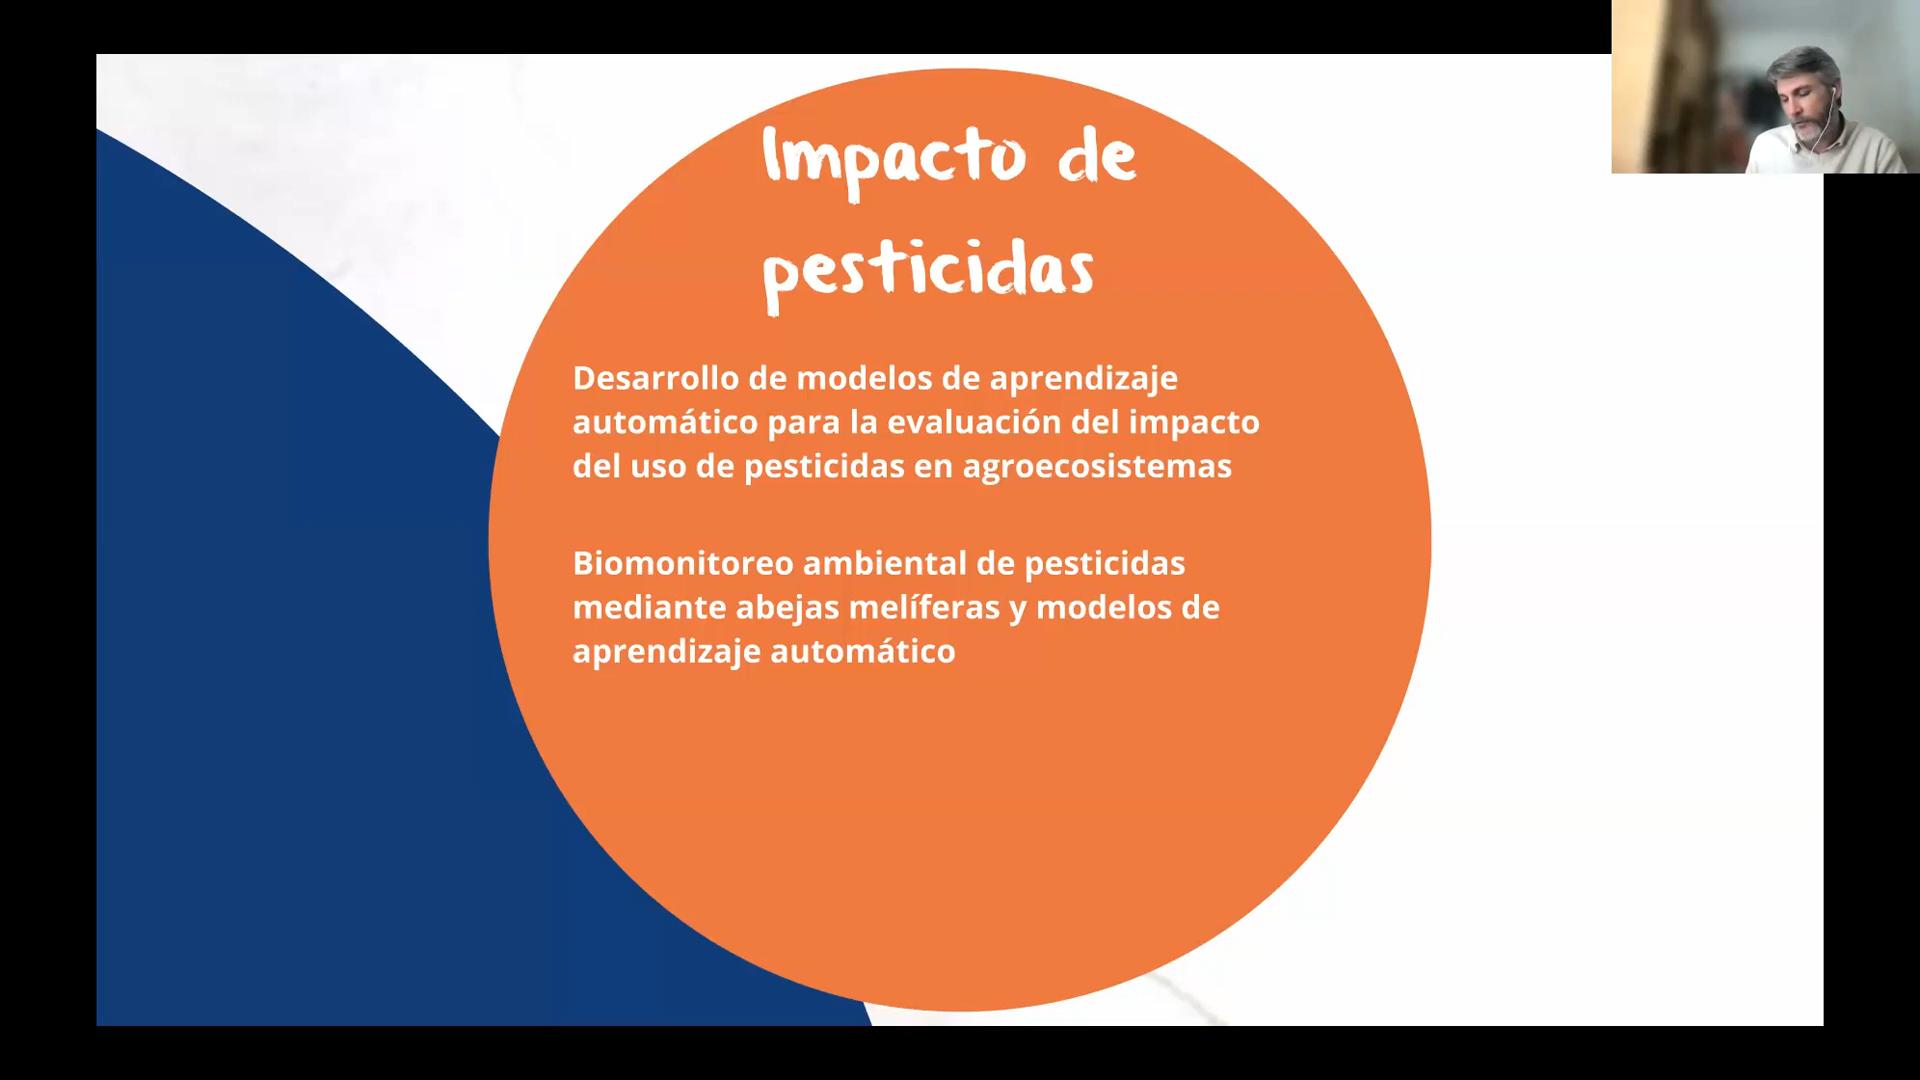 Impacto de
pesticidas
Desarrollo de modelos de aprendizaje
automático para la evaluación del impacto
del uso de pesticidas en agroecosistemas
Biomonitoreo ambiental de pesticidas
mediante abejas melíferas y modelos de
aprendizaje automático